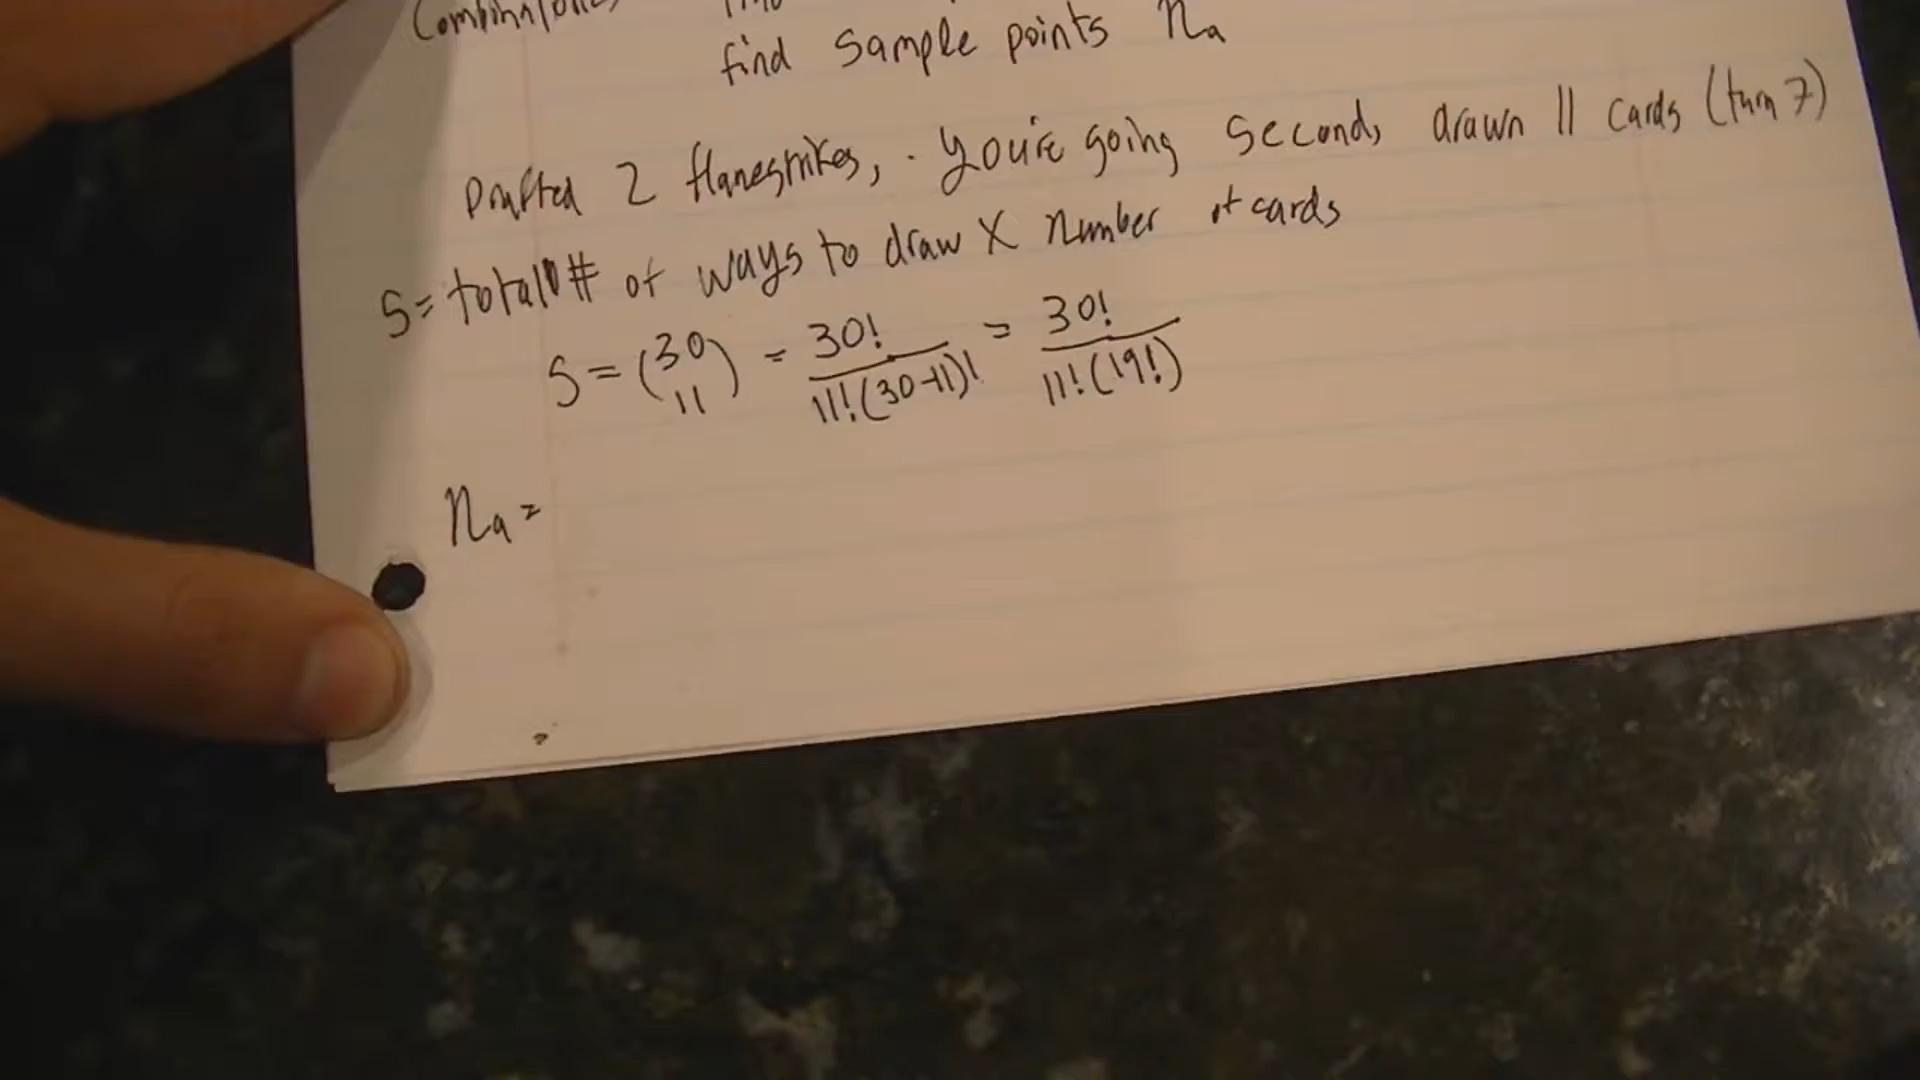 find sample points na
Drafted 2 flamestrikes, . You're going second, drawn 11 cards (turn 7)
S= total # of ways to draw X number of cards
S = (30 11) = 30! / 11!(30-11)! = 30! / 11!(19!)
na =